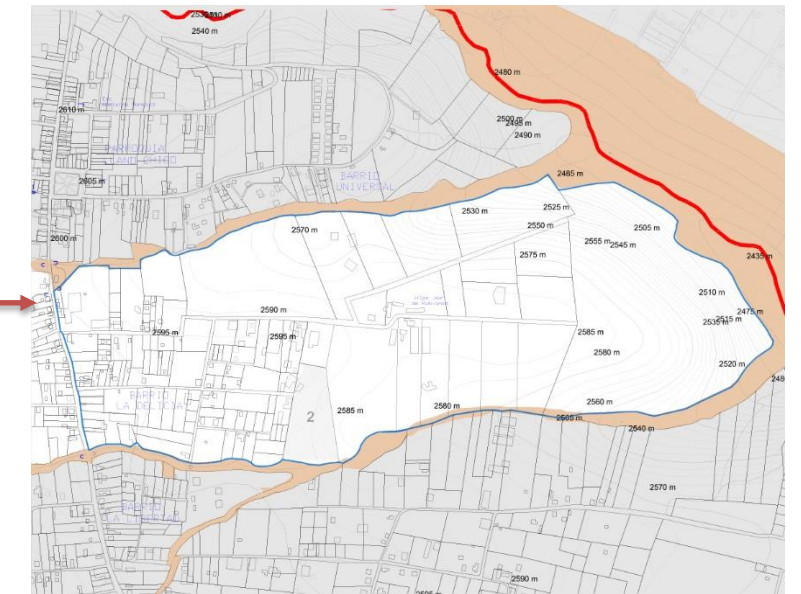 2540 m
2480 m
2610 m
2500 m
2495 m
2490 m
BARRIO
UNIVERSAL
2485 m
2605 m
2530 m
2525 m
2570 m
2550 m
2505 m
2600 m
2555 m
2545 m
2575 m
2435 m
2510 m
2590 m
2475 m
2515 m
2535 m
2595 m
2595 m
2585 m
2580 m
2520 m
BARRIO
LA DELICIA
2
2585 m
2580 m
2560 m
2565 m
2540 m
2570 m
BARRIO
LA LIBERTAD
2590 m